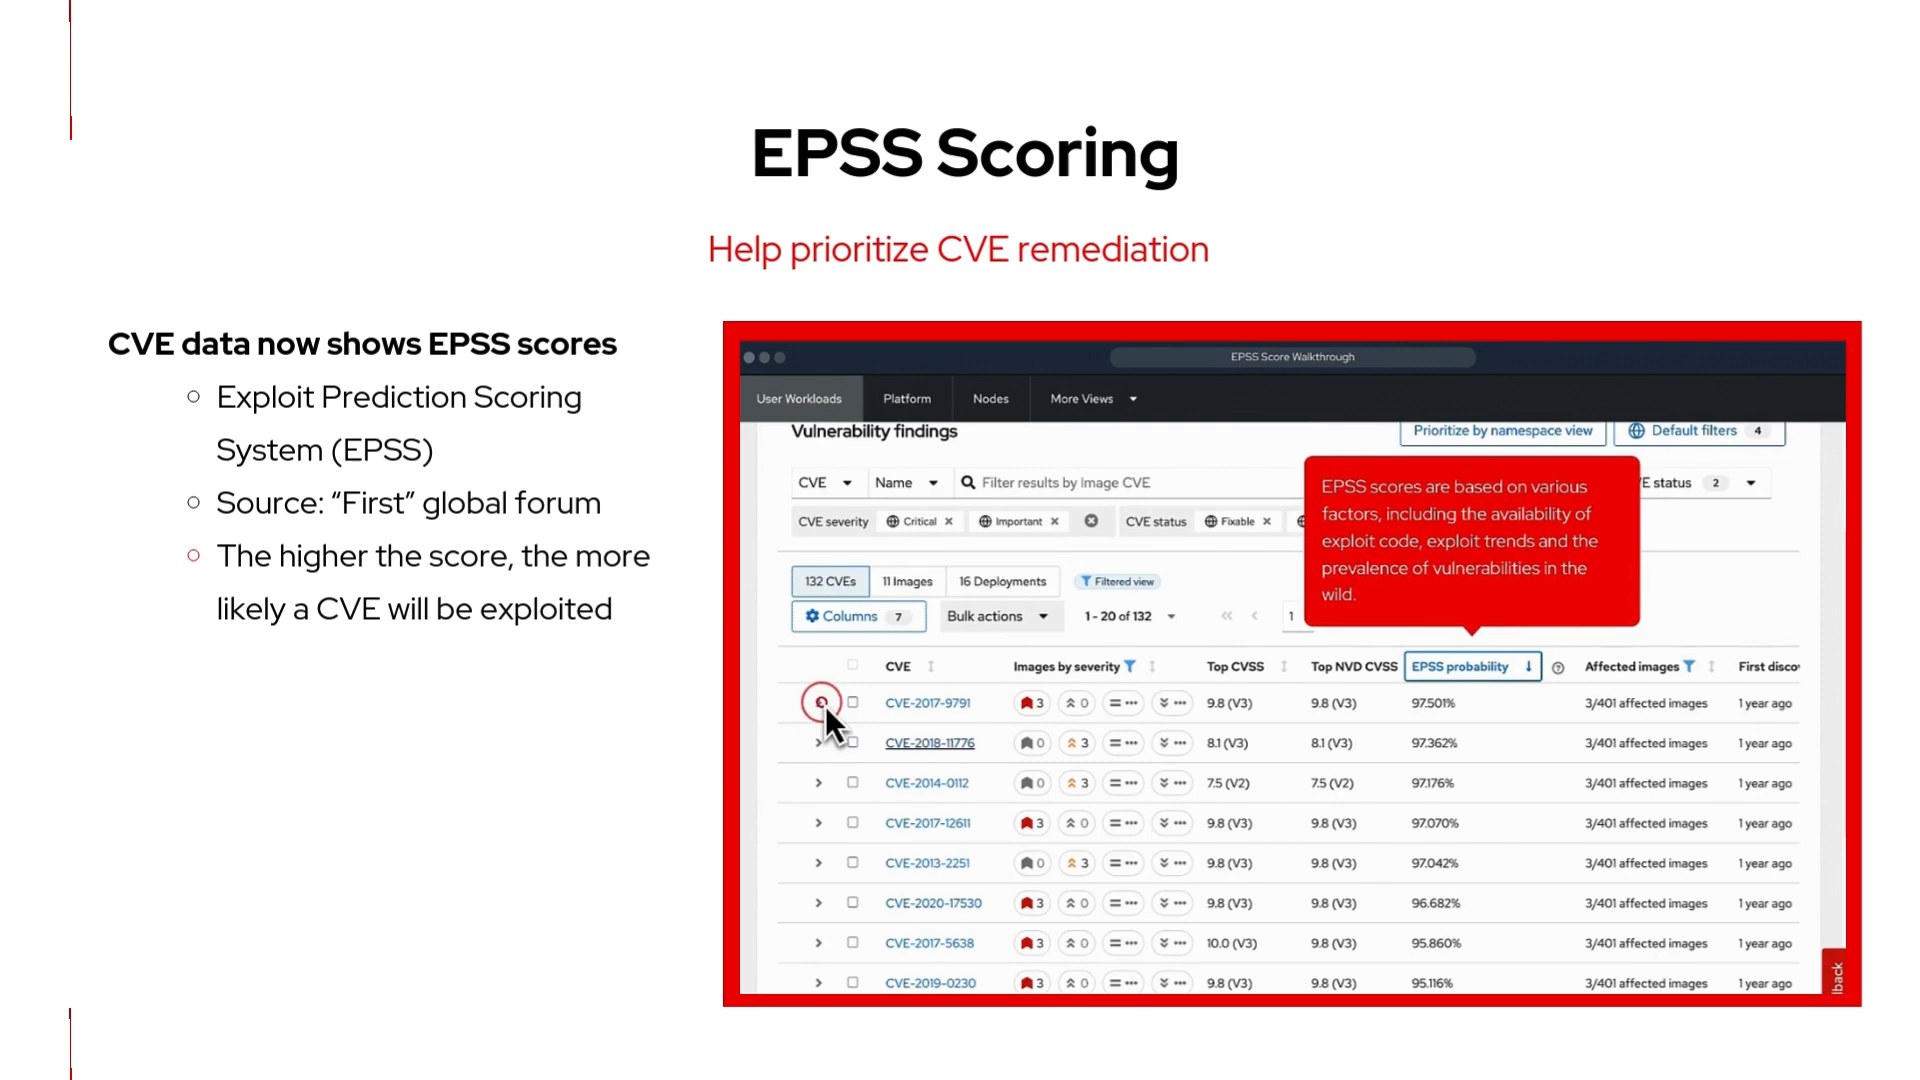 EPSS Scoring
Help prioritize CVE remediation
CVE data now shows EPSS scores
Exploit Prediction Scoring
System (EPSS)
Source: “First” global forum
The higher the score, the more
likely a CVE will be exploited
EPSS Score Walkthrough
User Workloads Platform Nodes More Views
Vulnerability findings Prioritize by namespace view Default filters 4
CVE Name Filter results by Image CVE E status 2
CVE severity Critical Important CVE status Fixable
EPSS scores are based on various
factors, including the availability of
exploit code, exploit trends and the
prevalence of vulnerabilities in the
wild.
132 CVEs 11 Images 16 Deployments Filtered view
Columns 7 Bulk actions 1 - 20 of 132 1
CVE Images by severity Top CVSS Top NVD CVSS EPSS probability Affected images First disco
CVE-2017-9791 3 0 9.8 (V3) 9.8 (V3) 97.501% 3/401 affected images 1 year ago
CVE-2018-11776 0 3 8.1 (V3) 8.1 (V3) 97.362% 3/401 affected images 1 year ago
CVE-2014-0112 0 3 7.5 (V2) 7.5 (V2) 97.176% 3/401 affected images 1 year ago
CVE-2017-12611 3 0 9.8 (V3) 9.8 (V3) 97.070% 3/401 affected images 1 year ago
CVE-2013-2251 0 3 9.8 (V3) 9.8 (V3) 97.042% 3/401 affected images 1 year ago
CVE-2020-17530 3 0 9.8 (V3) 9.8 (V3) 96.682% 3/401 affected images 1 year ago
CVE-2017-5638 3 0 10.0 (V3) 9.8 (V3) 95.860% 3/401 affected images 1 year ago
CVE-2019-0230 3 0 9.8 (V3) 9.8 (V3) 95.116% 3/401 affected images 1 year ago
lback